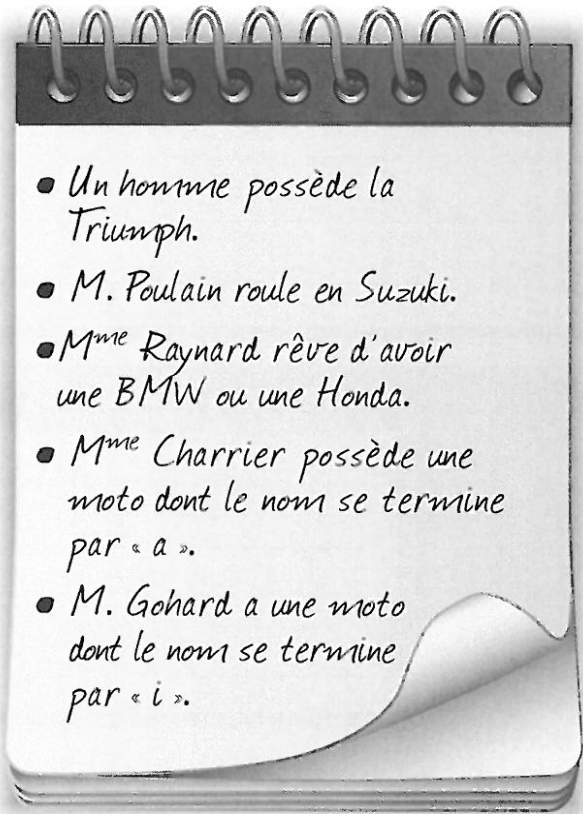 • Un homme possède la
Triumph.
• M. Poulain roule en Suzuki.
• Mme Raynard rêve d'avoir
une BMW ou une Honda.
• Mme Charrier possède une
moto dont le nom se termine
par « a ».
• M. Gohard a une moto
dont le nom se termine
par « i ».